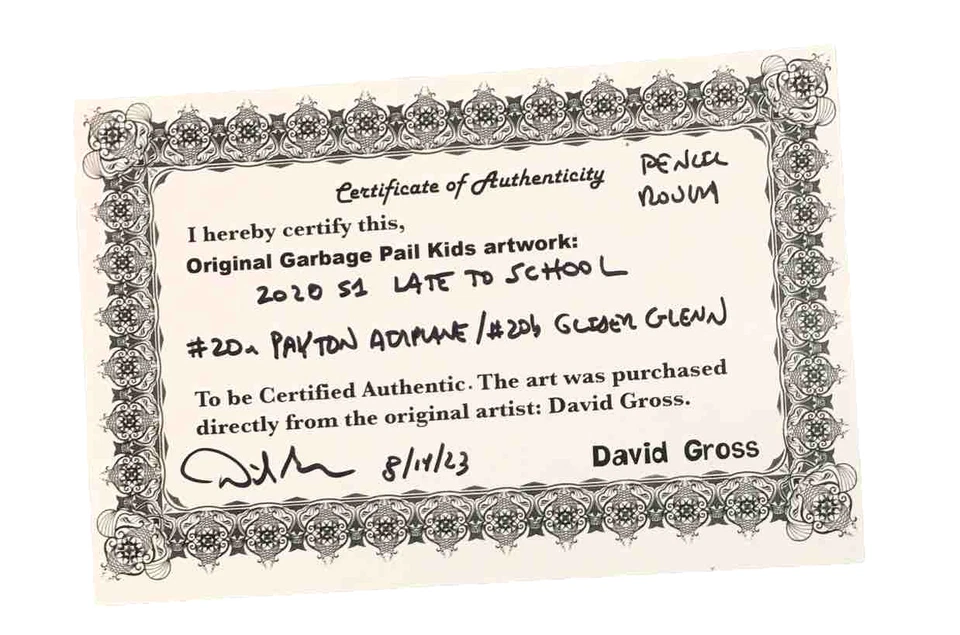 Certificate of Authenticity
PENCIL
ROUGH
I hereby certify this,
Original Garbage Pail Kids artwork:
2020 S1 LATE TO SCHOOL
#20a PAYTON AIRPLANE/#20b GLIDER GLENN
To be Certified Authentic. The art was purchased
directly from the original artist: David Gross.
8/14/23
David Gross